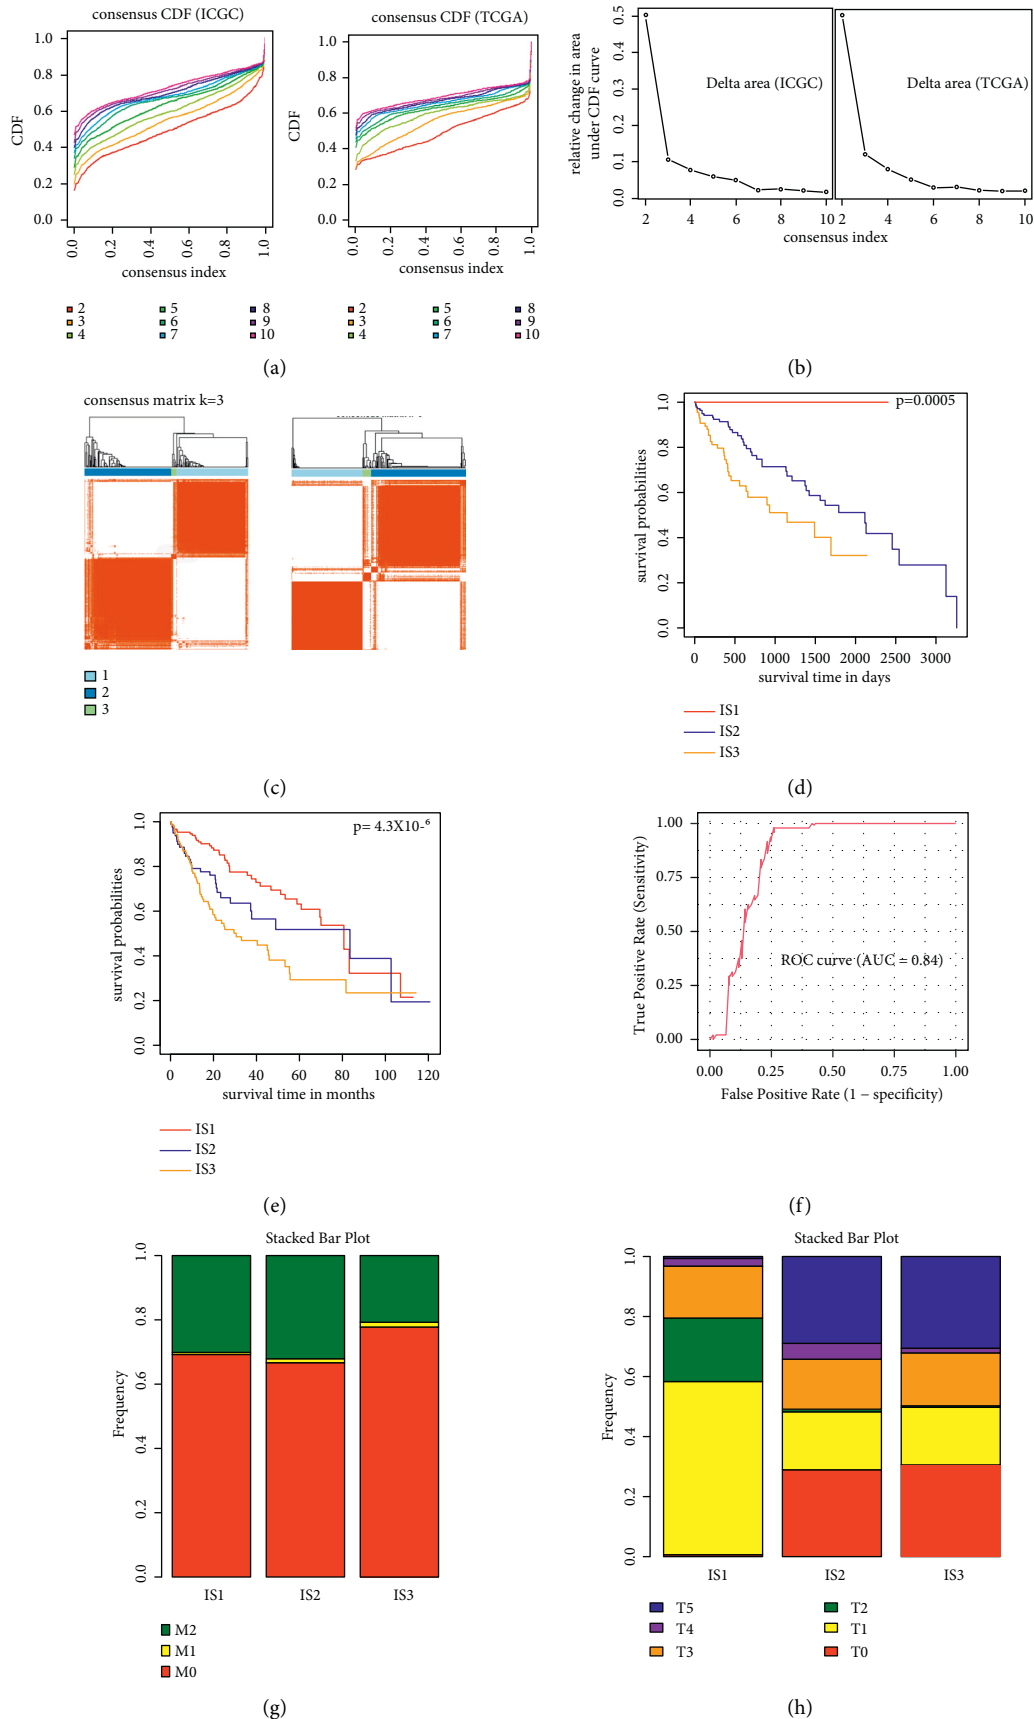 consensus CDF (ICGC)
CDF
0.0
0.2
0.4
0.6
0.8
1.0
0.0
0.2
0.4
0.6
0.8
1.0
consensus index
2
3
4
5
6
7
8
9
10
consensus CDF (TCGA)
CDF
0.0
0.2
0.4
0.6
0.8
1.0
0.0
0.2
0.4
0.6
0.8
1.0
consensus index
2
3
4
5
6
7
8
9
10
(a)
relative change in area
under CDF curve
0.0
0.1
0.2
0.3
0.4
0.5
Delta area (ICGC)
Delta area (TCGA)
2
4
6
8
10
2
4
6
8
10
consensus index
(b)
consensus matrix k=3
1
2
3
(c)
survival probabilities
0.0
0.2
0.4
0.6
0.8
1.0
p=0.0005
0
500
1000
1500
2000
2500
3000
survival time in days
IS1
IS2
IS3
(d)
survival probabilities
0.0
0.2
0.4
0.6
0.8
1.0
p= 4.3X10-⁶
0
20
40
60
80
100
120
survival time in months
IS1
IS2
IS3
(e)
True Positive Rate (Sensitivity)
1.00
0.75
0.50
0.25
0.00
ROC curve (AUC = 0.84)
0.00
0.25
0.50
0.75
1.00
False Positive Rate (1 − specificity)
(f)
Stacked Bar Plot
Frequency
0.0
0.2
0.4
0.6
0.8
1.0
IS1
IS2
IS3
M2
M1
M0
(g)
Stacked Bar Plot
Frequency
0.0
0.2
0.4
0.6
0.8
1.0
IS1
IS2
IS3
T5
T4
T3
T2
T1
T0
(h)